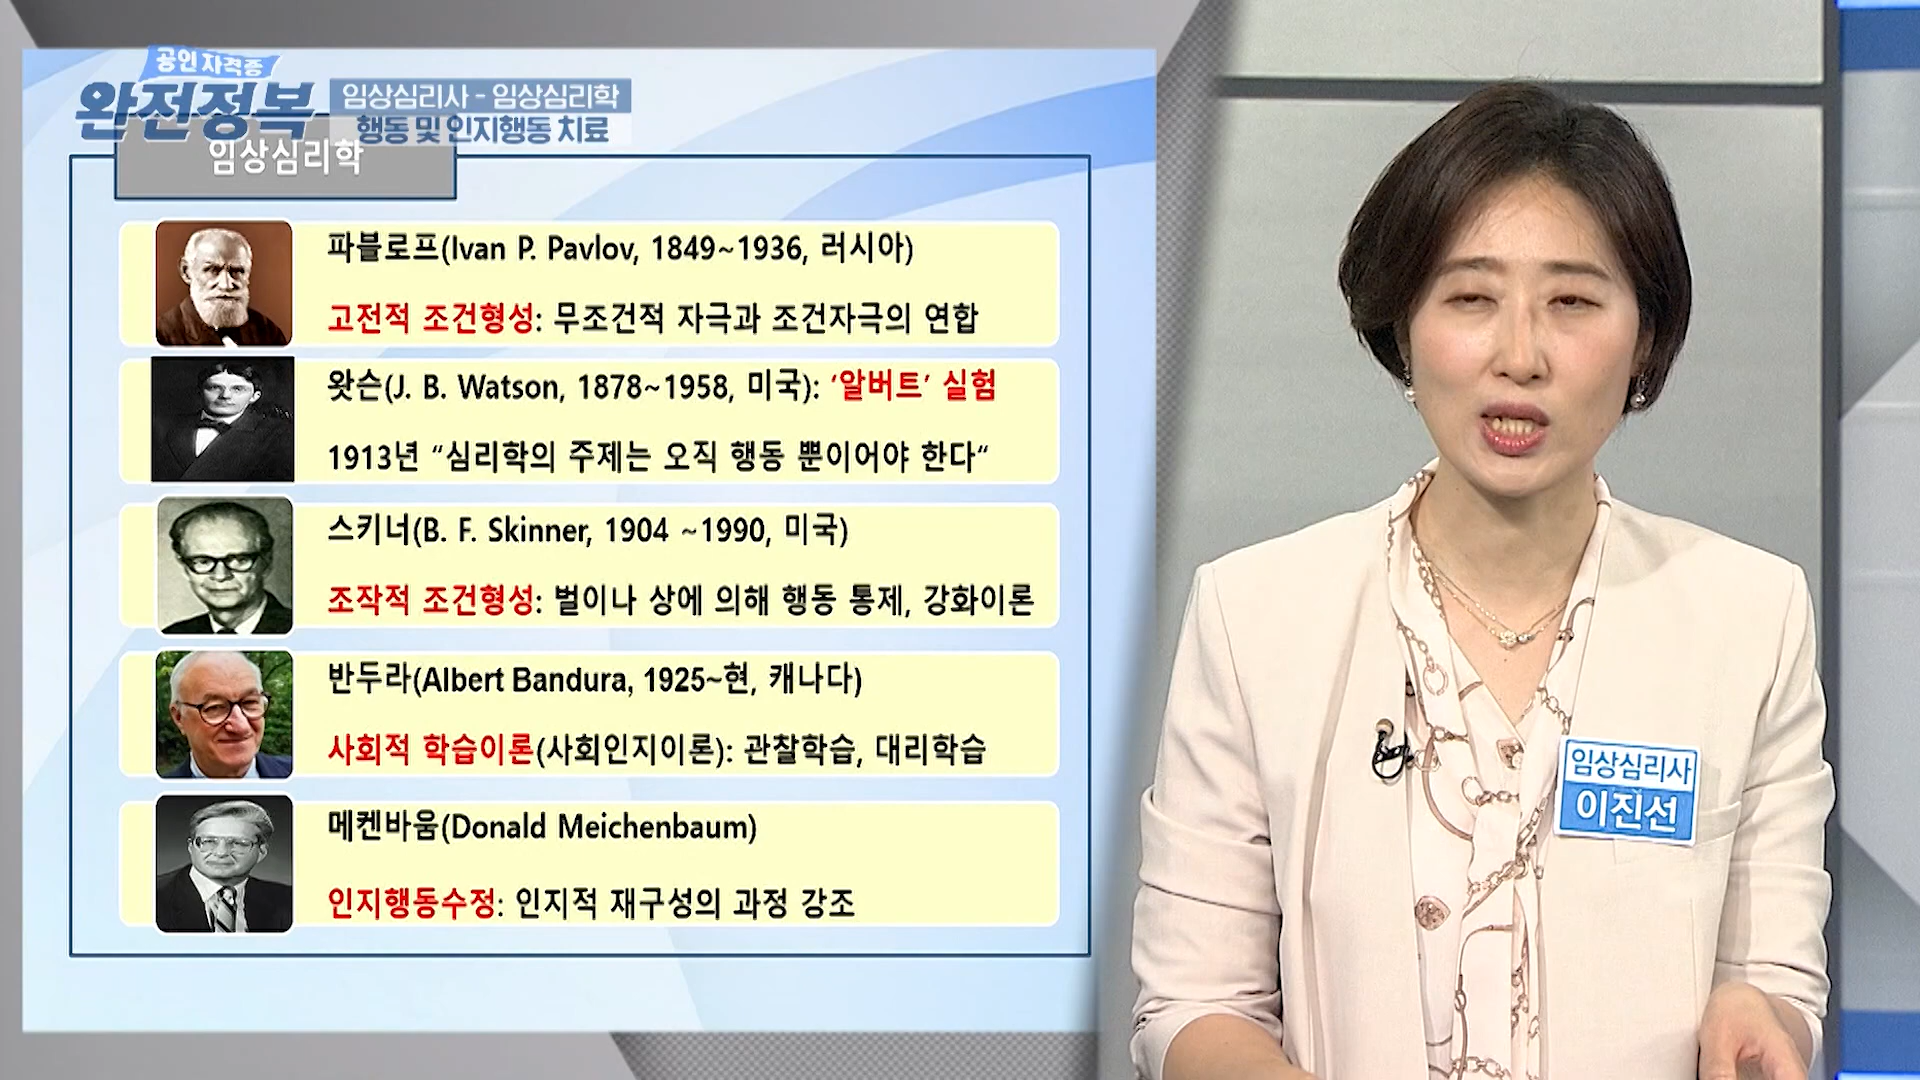 공인 자격증
완전정복
임상심리사 - 임상심리학
행동 및 인지행동 치료
임상심리학
파블로프(Ivan P. Pavlov, 1849~1936, 러시아)
고전적 조건형성: 무조건적 자극과 조건자극의 연합
왓슨(J. B. Watson, 1878~1958, 미국): ‘알버트’ 실험
1913년 “심리학의 주제는 오직 행동 뿐이어야 한다“
스키너(B. F. Skinner, 1904 ~1990, 미국)
조작적 조건형성: 벌이나 상에 의해 행동 통제, 강화이론
반두라(Albert Bandura, 1925~현, 캐나다)
사회적 학습이론(사회인지이론): 관찰학습, 대리학습
메켄바움(Donald Meichenbaum)
인지행동수정: 인지적 재구성의 과정 강조
임상심리사
이진선